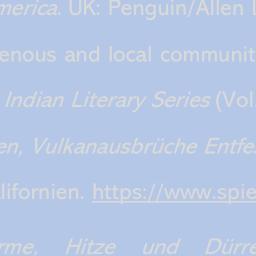 merica. UK: Penguin/Allen
enous and local communit
Indian Literary Series (Vol
en, Vulkanausbrüche Entfe
lifornien. https://www.spie
rme, Hitze und Dürre